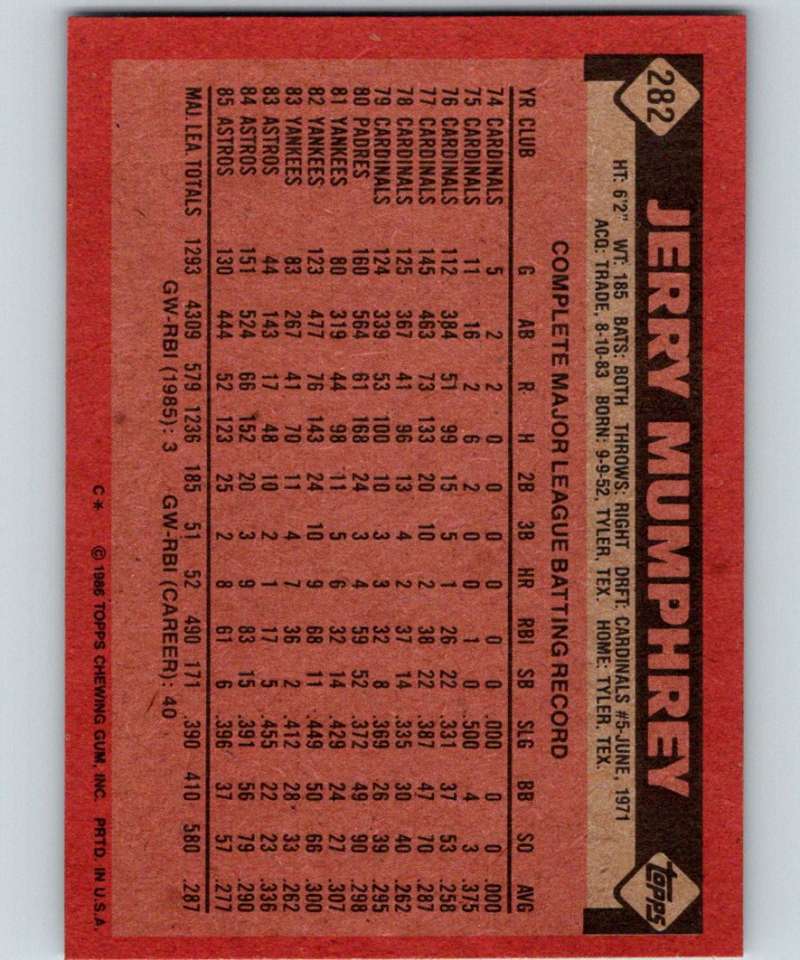 282
JERRY MUMPHREY
topps
HT: 6'2" WT: 185 BATS: BOTH THROWS: RIGHT DRFT: CARDINALS #5-JUNE, 1971
ACQ: TRADE, 8-10-83 BORN: 9-9-52, TYLER, TEX. HOME: TYLER, TEX.
COMPLETE MAJOR LEAGUE BATTING RECORD
YR CLUB G AB R H 2B 3B HR RBI SB SLG BB SO AVG
74 CARDINALS 5 2 2 0 0 0 0 0 0 .000 0 0 .000
75 CARDINALS 11 16 2 6 2 0 0 1 0 .500 4 3 .375
76 CARDINALS 112 384 51 99 15 5 1 26 22 .331 37 53 .258
77 CARDINALS 145 463 73 133 20 10 2 38 22 .387 47 70 .287
78 CARDINALS 125 367 41 96 13 4 2 37 14 .335 30 40 .262
79 CARDINALS 124 339 53 100 10 3 3 32 8 .369 26 39 .295
80 PADRES 160 564 61 168 24 3 4 59 52 .372 49 90 .298
81 YANKEES 80 319 44 98 11 5 6 32 14 .429 24 27 .307
82 YANKEES 123 477 76 143 24 10 9 68 11 .449 50 66 .300
83 YANKEES 83 267 41 70 11 4 7 36 2 .412 28 33 .262
83 ASTROS 44 143 17 48 10 2 1 17 5 .455 22 23 .336
84 ASTROS 151 524 66 152 20 3 9 83 15 .391 56 79 .290
85 ASTROS 130 444 52 123 25 2 8 61 6 .396 37 57 .277
MAJ. LEA. TOTALS 1293 4309 579 1236 185 51 52 490 171 .390 410 580 .287
GW-RBI (1985): 3 GW-RBI (CAREER): 40
C* © 1986 TOPPS CHEWING GUM, INC. PRTD. IN U.S.A.